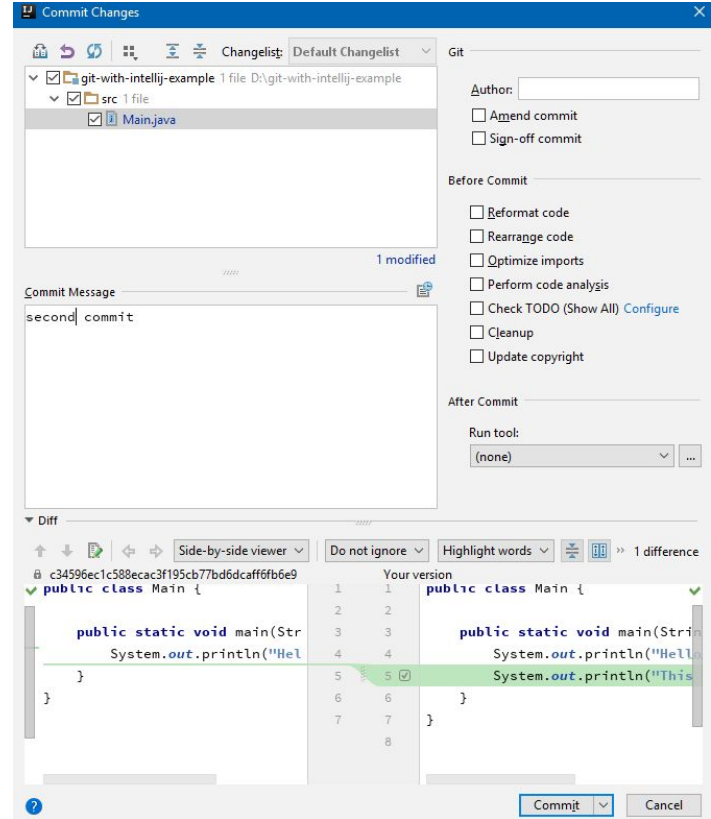 Commit Changes
Changelist: Default Changelist
git-with-intellij-example 1 file D:\git-with-intellij-example
src 1 file
Main.java
1 modified
Commit Message
second commit
Git
Author:
Amend commit
Sign-off commit
Before Commit
Reformat code
Rearrange code
Optimize imports
Perform code analysis
Check TODO (Show All) Configure
Cleanup
Update copyright
After Commit
Run tool:
(none) ...
Diff
Side-by-side viewer Do not ignore Highlight words 1 difference
c34596ec1c588ecac3f195cb77bd6dcaff6fb6e9 Your version
public class Main { 1 1 public class Main {
2 2
public static void main(Str 3 3 public static void main(Strin
System.out.println("Hel 4 4 System.out.println("Hello
} 5 5 System.out.println("This
} 6 6 }
7 7 }
8
? Commit Cancel